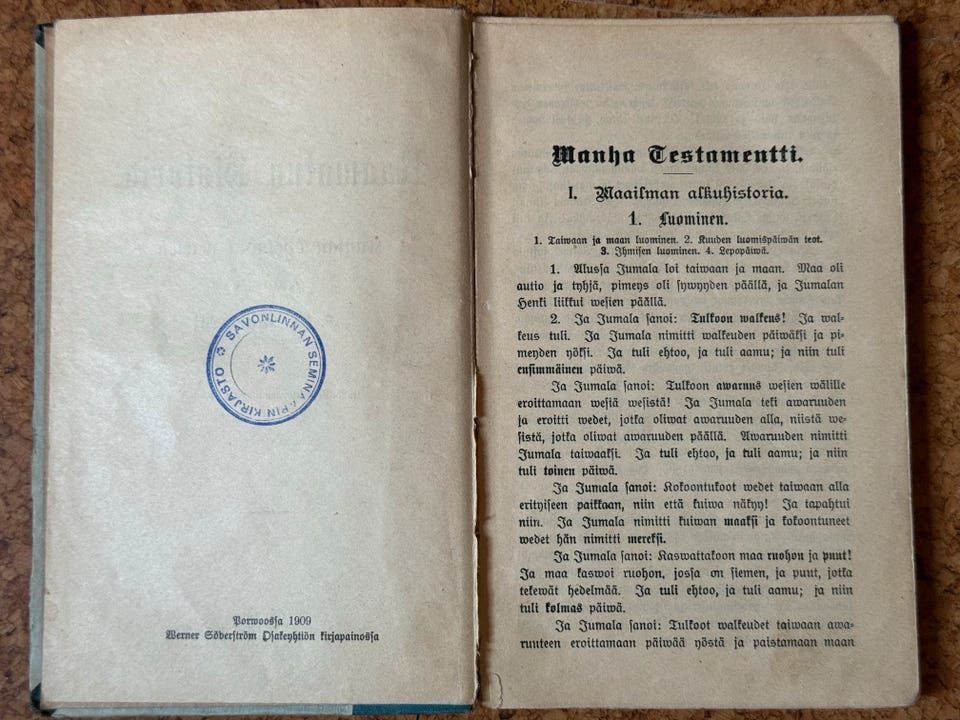 SAVONLINNAN SEMINAARIN KIRJASTO
Porwoossa 1909
Werner Söderström Osakeyhtiön kirjapainossa
Wanha Testamentti.
I. Maailman alkuhistoria.
1. Luominen.
1. Taiwaan ja maan luominen. 2. Kuuden luomispäiwän teot.
3. Ihmisen luominen. 4. Lepopäiwä.
1. Alussa Jumala loi taiwaan ja maan. Maa oli
autio ja tyhjä, pimeys oli sywyyden päällä, ja Jumalan
Henki liikkui wesien päällä.
2. Ja Jumala sanoi: Tulkoon walkeus! Ja wal-
keus tuli. Ja Jumala nimitti walkeuden päiwäksi ja pi-
meyden yöksi. Ja tuli ehtoo, ja tuli aamu; ja niin tuli
ensimmäinen päiwä.
Ja Jumala sanoi: Tulkoon awaruus wesien wälille
eroittamaan wesiä wesistä! Ja Jumala teki awaruuden
ja eroitti wedet, jotka oliwat awaruuden alla, niistä we-
sistä, jotka oliwat awaruuden päällä. Awaruuden nimitti
Jumala taiwaaksi. Ja tuli ehtoo, ja tuli aamu; ja niin
tuli toinen päiwä.
Ja Jumala sanoi: Kokoontukoot wedet taiwaan alla
erityiseen paikkaan, niin että kuiwa näkyy! Ja tapahtui
niin. Ja Jumala nimitti kuiwan maaksi ja kokoontuneet
wedet hän nimitti mereksi.
Ja Jumala sanoi: Kaswattakoon maa ruohon ja puut!
Ja maa kaswoi ruohon, jossa on siemen, ja puut, jotka
tekewät hedelmää. Ja tuli ehtoo, ja tuli aamu; ja niin
tuli kolmas päiwä.
Ja Jumala sanoi: Tulkoot walkeudet taiwaan awa-
ruuteen eroittamaan päiwää yöstä ja paistamaan maan